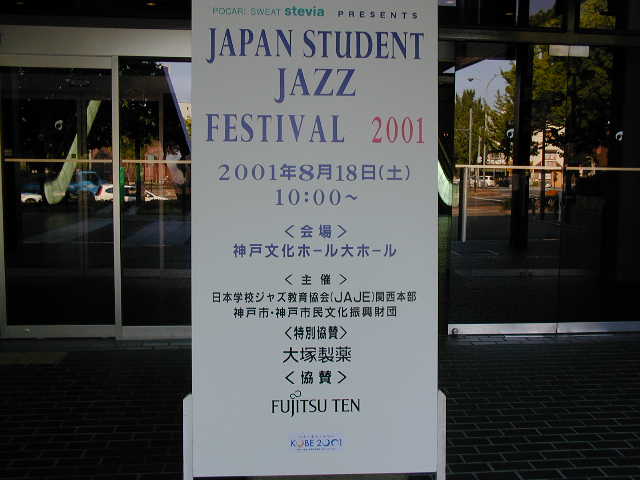 POCARI SWEAT stevia PRESENTS
JAPAN STUDENT
JAZZ
FESTIVAL 2001
2001年8月18日(土)
10:00～
＜会場＞
神戸文化ホール大ホール
＜主催＞
日本学校ジャズ教育協会(JAJE)関西本部
神戸市・神戸市民文化振興財団
＜特別協賛＞
大塚製薬
＜協賛＞
FUJITSU TEN
KOBE 2001